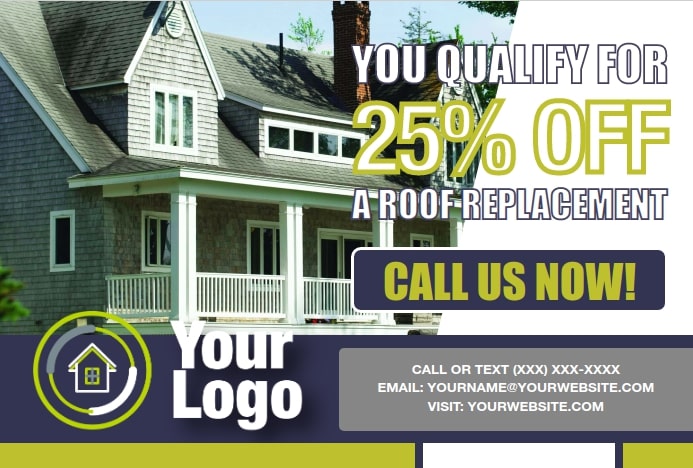 YOU QUALIFY FOR
25% OFF
A ROOF REPLACEMENT
CALL US NOW!
Your
Logo
CALL OR TEXT (XXX) XXX-XXXX
EMAIL: YOURNAME@YOURWEBSITE.COM
VISIT: YOURWEBSITE.COM